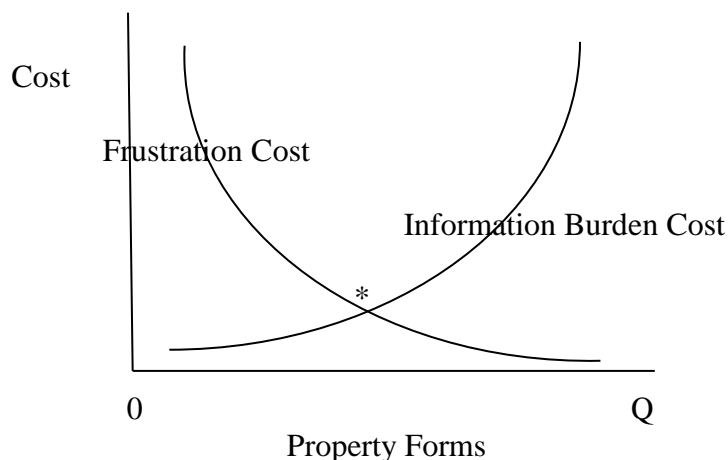 Cost
Frustration Cost
Information Burden Cost
*
0
Q
Property Forms